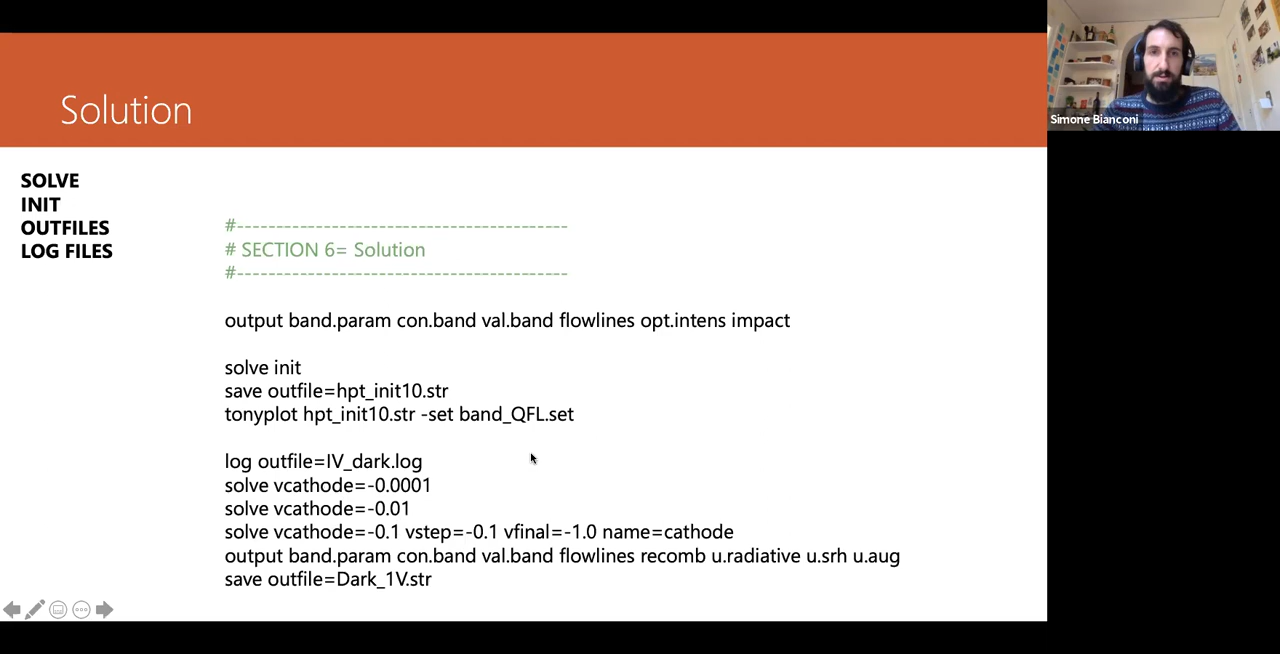 Solution
Simone Bianconi
SOLVE
INIT
OUTFILES
LOG FILES
#----------------------------------------
# SECTION 6= Solution
#----------------------------------------
output band.param con.band val.band flowlines opt.intens impact
solve init
save outfile=hpt_init10.str
tonyplot hpt_init10.str -set band_QFL.set
log outfile=IV_dark.log
solve vcathode=-0.0001
solve vcathode=-0.01
solve vcathode=-0.1 vstep=-0.1 vfinal=-1.0 name=cathode
output band.param con.band val.band flowlines recomb u.radiative u.srh u.aug
save outfile=Dark_1V.str